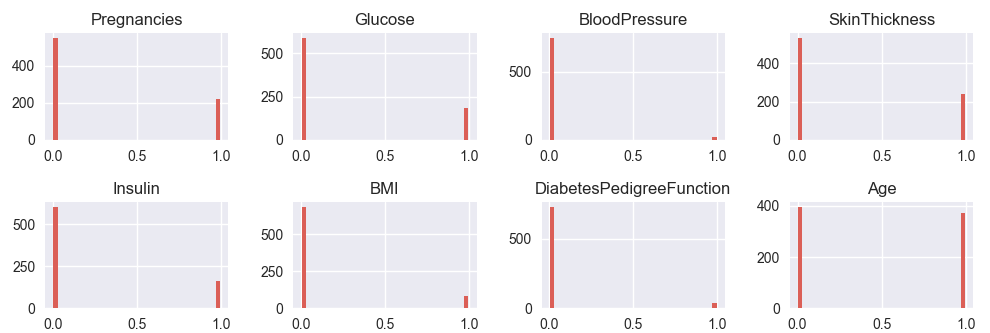 Pregnancies Glucose BloodPressure SkinThickness
400 500 500 400
200 250 200
0 0 0 0
0.0 0.5 1.0 0.0 0.5 1.0 0.0 0.5 1.0 0.0 0.5 1.0
Insulin BMI DiabetesPedigreeFunction Age
500 500 500 400
250 250 200
0 0 0 0
0.0 0.5 1.0 0.0 0.5 1.0 0.0 0.5 1.0 0.0 0.5 1.0